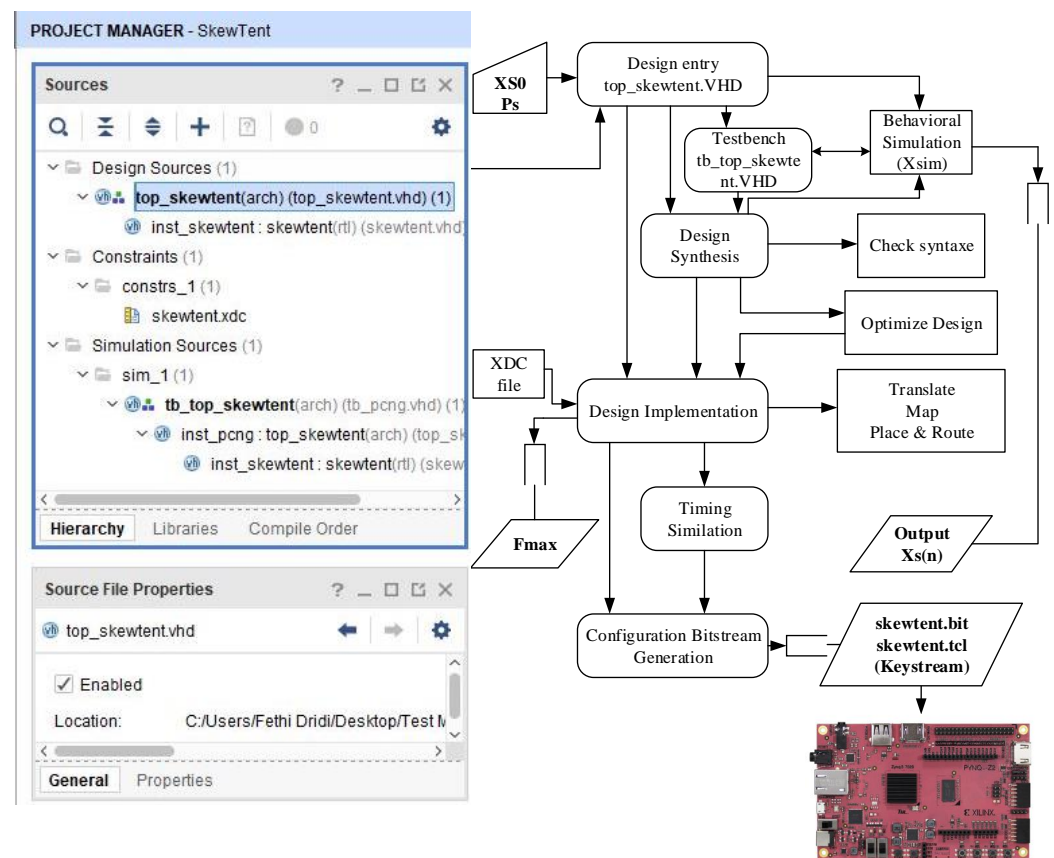 PROJECT MANAGER - SkewTent
Sources
? _
0
Design Sources (1)
top_skewtent(arch) (top_skewtent.vhd) (1)
inst_skewtent : skewtent(rtl) (skewtent.vhd)
Constraints (1)
constrs_1 (1)
skewtent.xdc
Simulation Sources (1)
sim_1 (1)
tb_top_skewtent(arch) (tb_pcng.vhd) (1)
inst_pcng : top_skewtent(arch) (top_sk
inst_skewtent : skewtent(rtl) (skew
Hierarchy Libraries Compile Order
Source File Properties
? _
top_skewtent.vhd
Enabled
Location: C:/Users/Fethi Dridi/Desktop/Test M
General Properties
XS0
Ps
Design entry
top_skewtent.VHD
Testbench
tb_top_skewte
nt.VHD
Behavioral
Simulation
(Xsim)
Design
Synthesis
Check syntaxe
Optimize Design
XDC
file
Design Implementation
Translate
Map
Place & Route
Fmax
Timing
Similation
Output
Xs(n)
Configuration Bitstream
Generation
skewtent.bit
skewtent.tcl
(Keystream)
PYNQ-Z2
XILINX